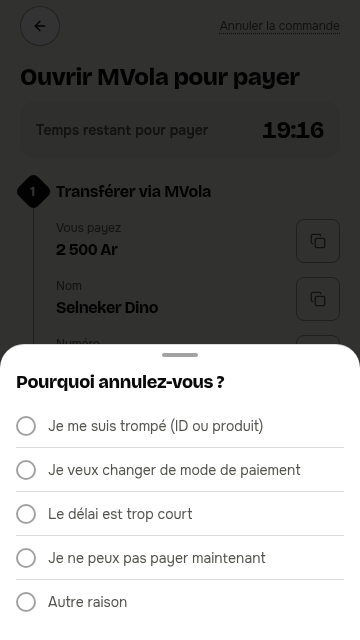 Annuler la commande
Ouvrir MVola pour payer
Temps restant pour payer
19:16
1
Transférer via MVola
Vous payez
2 500 Ar
Nom
Selneker Dino
Numéro
Pourquoi annulez-vous ?
Je me suis trompé (ID ou produit)
Je veux changer de mode de paiement
Le délai est trop court
Je ne peux pas payer maintenant
Autre raison